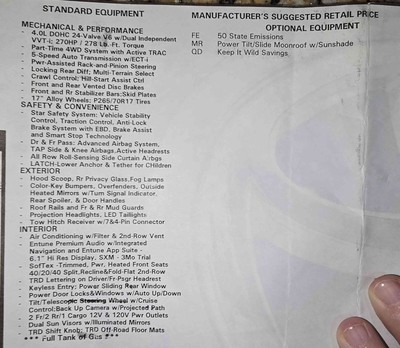 STANDARD EQUIPMENT
MECHANICAL & PERFORMANCE
- 4.0L DOHC 24-Valve V6 w/Dual Independent
VVT-i; 270HP / 278 Lb.-Ft. Torque
- Part-Time 4WD System with Active TRAC
- 5-Speed Auto Transmission w/ECT-i
- Pwr-Assisted Rack-and-Pinion Steering
- Locking Rear Diff; Multi-Terrain Select
- Crawl Control; Hill-Start Assist Ctrl
- Front and Rear Vented Disc Brakes
- Front and Rr Stabilizer Bars;Skid Plates
- 17" Alloy Wheels: P265/70R17 Tires
SAFETY & CONVENIENCE
- Star Safety System: Vehicle Stability
Control, Traction Control, Anti-Lock
Brake System with EBD, Brake Assist
and Smart Stop Technology
- Dr & Fr Pass: Advanced Airbag System,
TAP Side & Knee Airbags,Active Headrests
- All Row Roll-Sensing Side Curtain Airbgs
- LATCH-Lower Anchor & Tether for Children
EXTERIOR
- Hood Scoop, Rr Privacy Glass,Fog Lamps
- Color-Key Bumpers, Overfenders, Outside
Heated Mirrors w/Turn Signal Indicator,
Rear Spoiler, & Door Handles
- Roof Rails and Fr & Rr Mud Guards
- Projection Headlights, LED Taillights
- Tow Hitch Receiver w/7&4-Pin Connector
INTERIOR
- Air Conditioning w/Filter & 2nd-Row Vent
- Entune Premium Audio w/Integrated
Navigation and Entune App Suite -
6.1" Hi Res Display, SXM - 3Mo Trial
- SofTex -Trimmed, Pwr. Heated Front Seats
- 40/20/40 Split,Recline&Fold-Flat 2nd-Row
- TRD Lettering on Driver/Fr-Psgr Headrest
- Keyless Entry; Power Sliding Rear Window
- Power Door Locks&Windows w/Auto Up/Down
- Tilt/Telescopic Steering Wheel w/Cruise
Control;Back Up Camera w/Projected Path
- 2 Fr/2 Rr/1 Cargo 12V & 120V Pwr Outlets
- Dual Sun Visors w/Illuminated Mirrors
- TRD Shift Knob; TRD Off-Road Floor Mats
*** Full Tank of Gas ***
MANUFACTURER'S SUGGESTED RETAIL PRICE
OPTIONAL EQUIPMENT
FE 50 State Emissions
MR Power Tilt/Slide Moonroof w/Sunshade
QD Keep It Wild Savings.